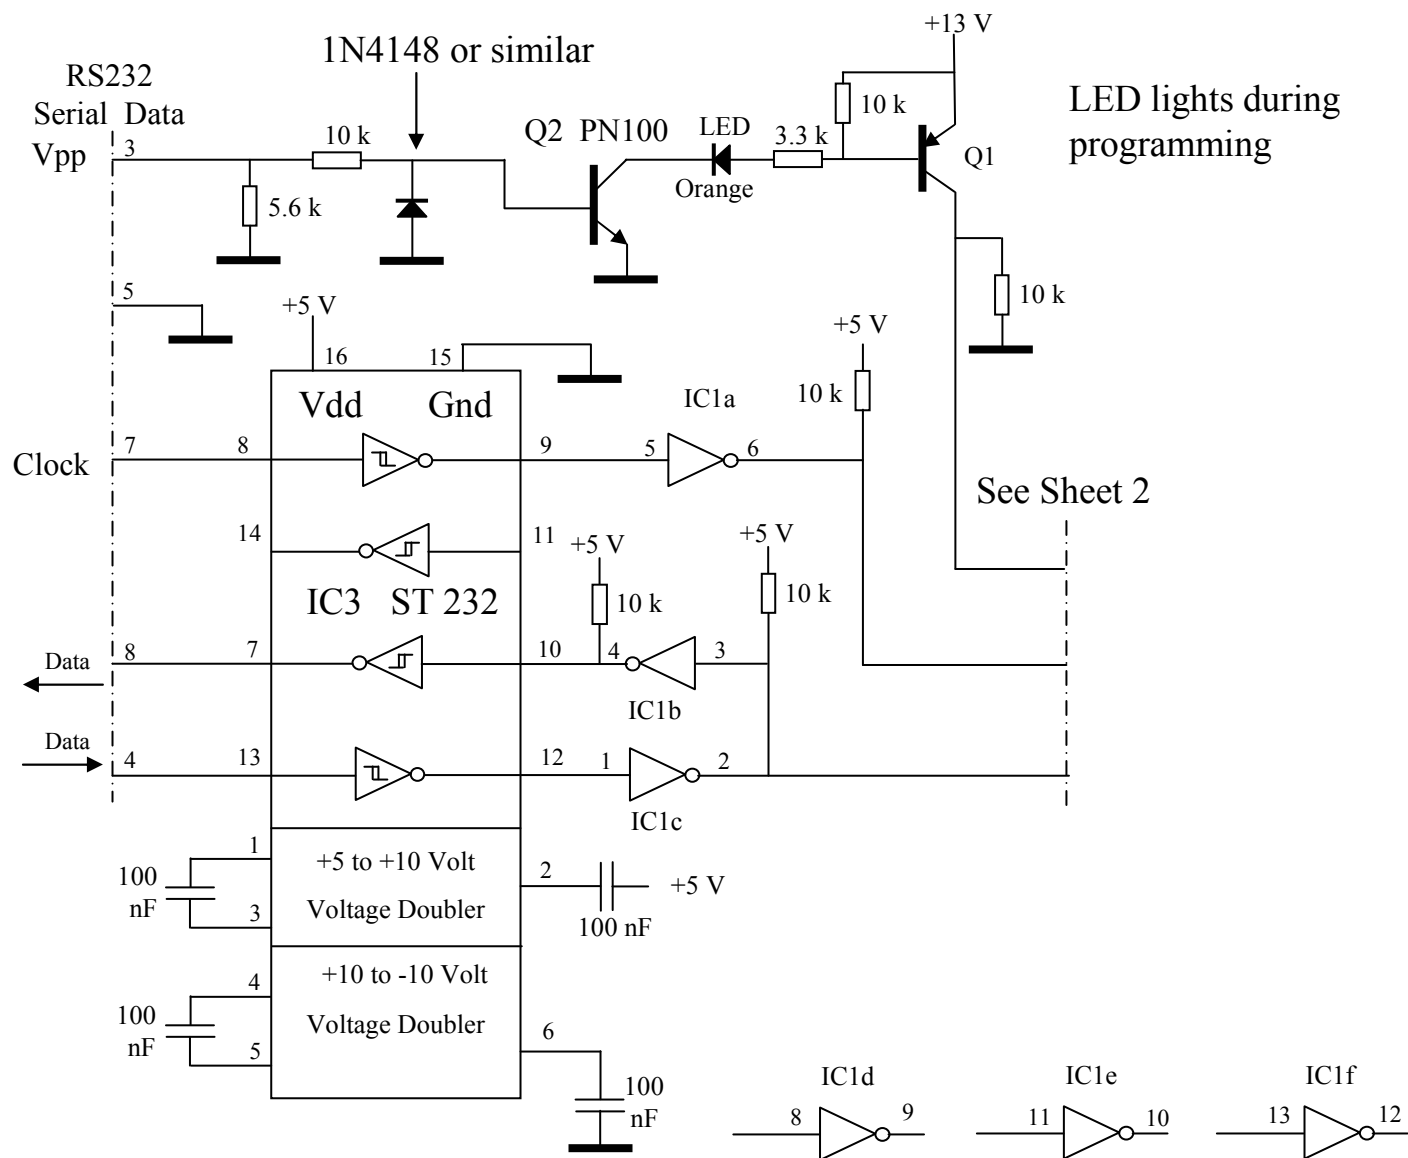 +13 V
1N4148 or similar
RS232
Serial Data
Vpp
3
10 k
Q2 PN100
LED
3.3 k
10 k
Q1
LED lights during
programming
5.6 k
Orange
5
+5 V
10 k
+5 V
16
15
Vdd
Gnd
10 k
IC1a
Clock
7
8
9
5
6
See Sheet 2
14
11
+5 V
+5 V
IC3 ST 232
10 k
10 k
Data
8
7
10
4
3
IC1b
Data
4
13
12
1
2
IC1c
1
100
nF
3
+5 to +10 Volt
Voltage Doubler
2
+5 V
100 nF
4
100
nF
5
+10 to -10 Volt
Voltage Doubler
6
100
nF
IC1d
8
9
IC1e
11
10
IC1f
13
12